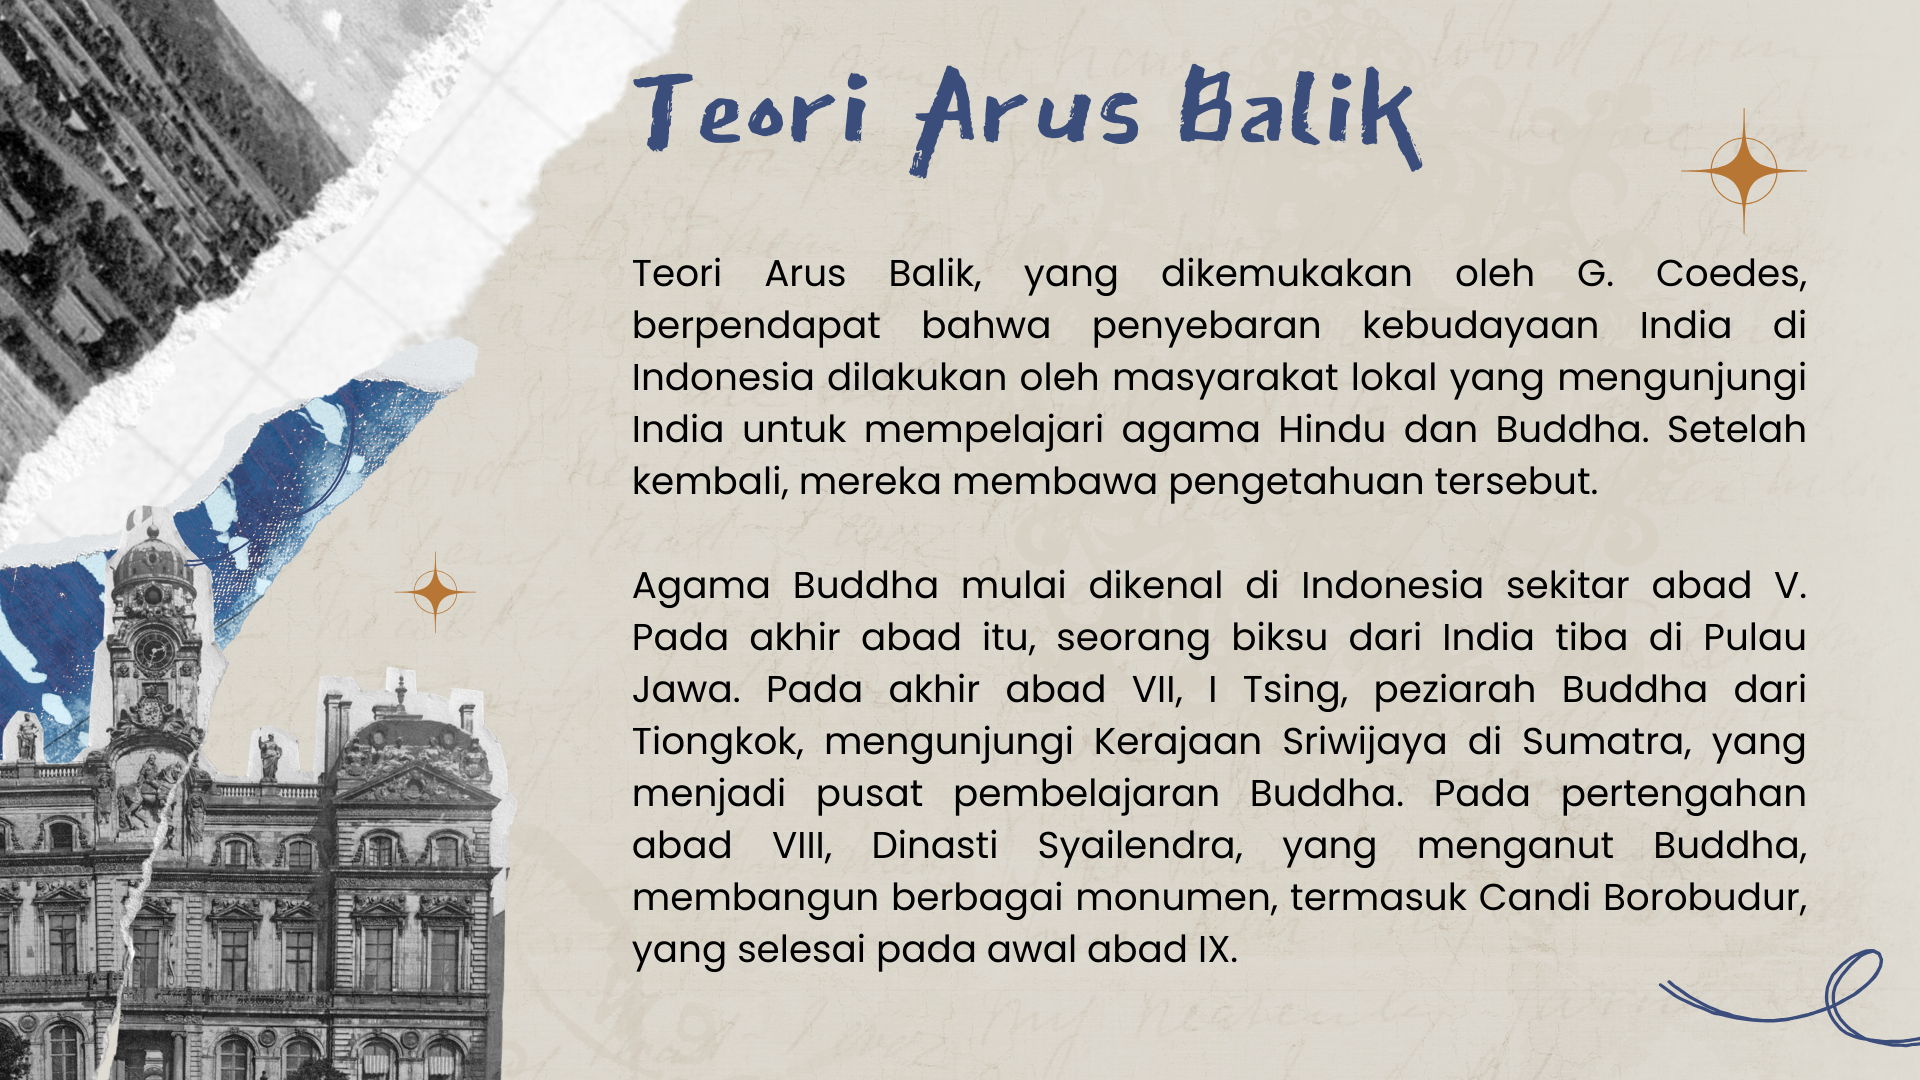 Teori Arus Balik
Teori Arus Balik, yang dikemukakan oleh G. Coedes,
berpendapat bahwa penyebaran kebudayaan India di
Indonesia dilakukan oleh masyarakat lokal yang mengunjungi
India untuk mempelajari agama Hindu dan Buddha. Setelah
kembali, mereka membawa pengetahuan tersebut.
Agama Buddha mulai dikenal di Indonesia sekitar abad V.
Pada akhir abad itu, seorang biksu dari India tiba di Pulau
Jawa. Pada akhir abad VII, I Tsing, peziarah Buddha dari
Tiongkok, mengunjungi Kerajaan Sriwijaya di Sumatra, yang
menjadi pusat pembelajaran Buddha. Pada pertengahan
abad VIII, Dinasti Syailendra, yang menganut Buddha,
membangun berbagai monumen, termasuk Candi Borobudur,
yang selesai pada awal abad IX.